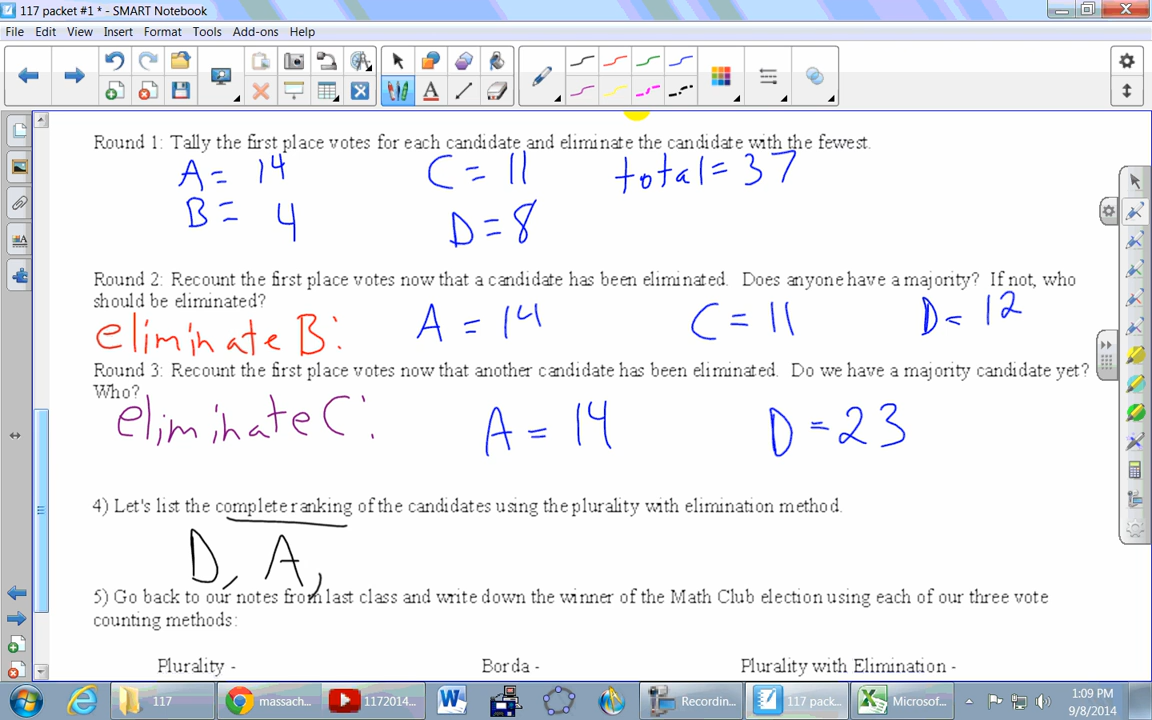 117 packet #1 * - SMART Notebook
File Edit View Insert Format Tools Add-ons Help
Round 1: Tally the first place votes for each candidate and eliminate the candidate with the fewest.
A = 14 C = 11 total = 37
B = 4 D = 8
Round 2: Recount the first place votes now that a candidate has been eliminated. Does anyone have a majority? If not, who
should be eliminated?
eliminate B: A = 14 C = 11 D = 12
Round 3: Recount the first place votes now that another candidate has been eliminated. Do we have a majority candidate yet?
Who?
eliminate C: A = 14 D = 23
4) Let's list the complete ranking of the candidates using the plurality with elimination method.
D, A,
5) Go back to our notes from last class and write down the winner of the Math Club election using each of our three vote
counting methods:
Plurality - Borda - Plurality with Elimination -
117 massach... 1172014... Recordin... 117 pack... Microsof... 1:09 PM
9/8/2014